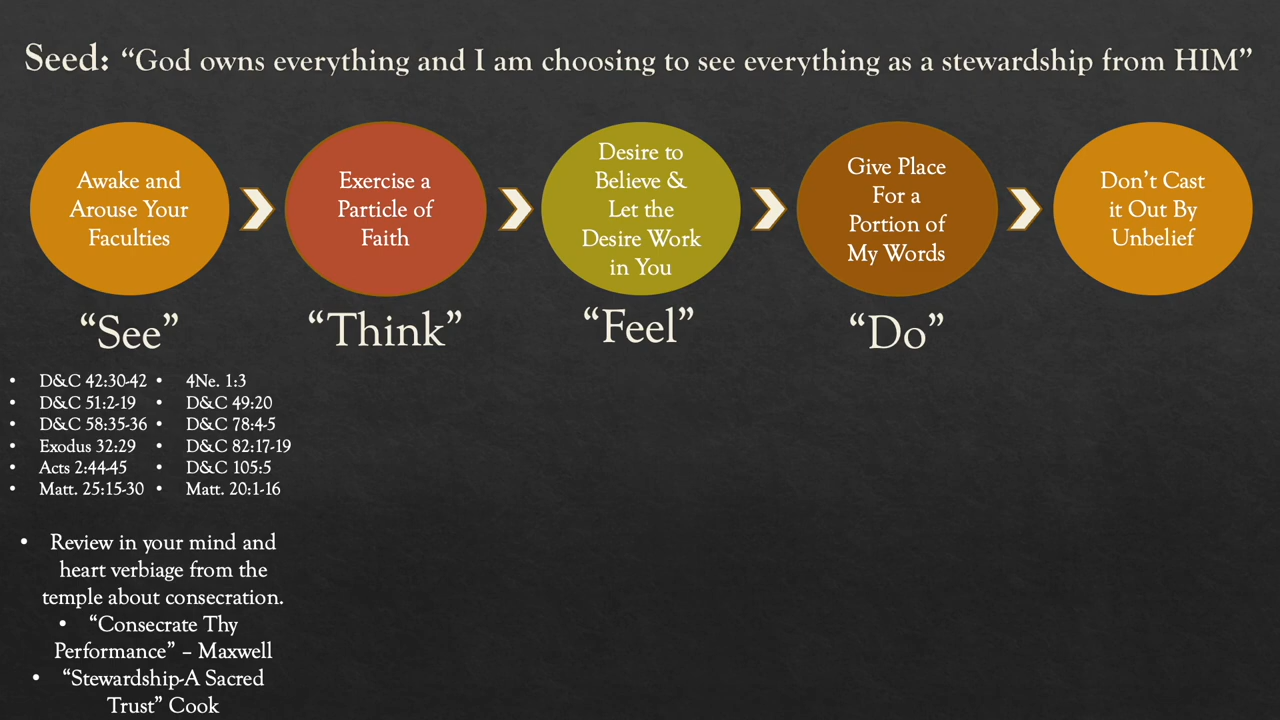 Seed: “God owns everything and I am choosing to see everything as a stewardship from HIM”
Awake and
Arouse Your
Faculties
Exercise a
Particle of
Faith
Desire to
Believe &
Let the
Desire Work
in You
Give Place
For a
Portion of
My Words
Don’t Cast
it Out By
Unbelief
“See”
“Think”
“Feel”
“Do”
• D&C 42:30-42
• D&C 51:2-19
• D&C 58:35-36
• Exodus 32:29
• Acts 2:44-45
• Matt. 25:15-30
• 4Ne. 1:3
• D&C 49:20
• D&C 78:4-5
• D&C 82:17-19
• D&C 105:5
• Matt. 20:1-16
• Review in your mind and
heart verbiage from the
temple about consecration.
• “Consecrate Thy
Performance” – Maxwell
• “Stewardship-A Sacred
Trust” Cook